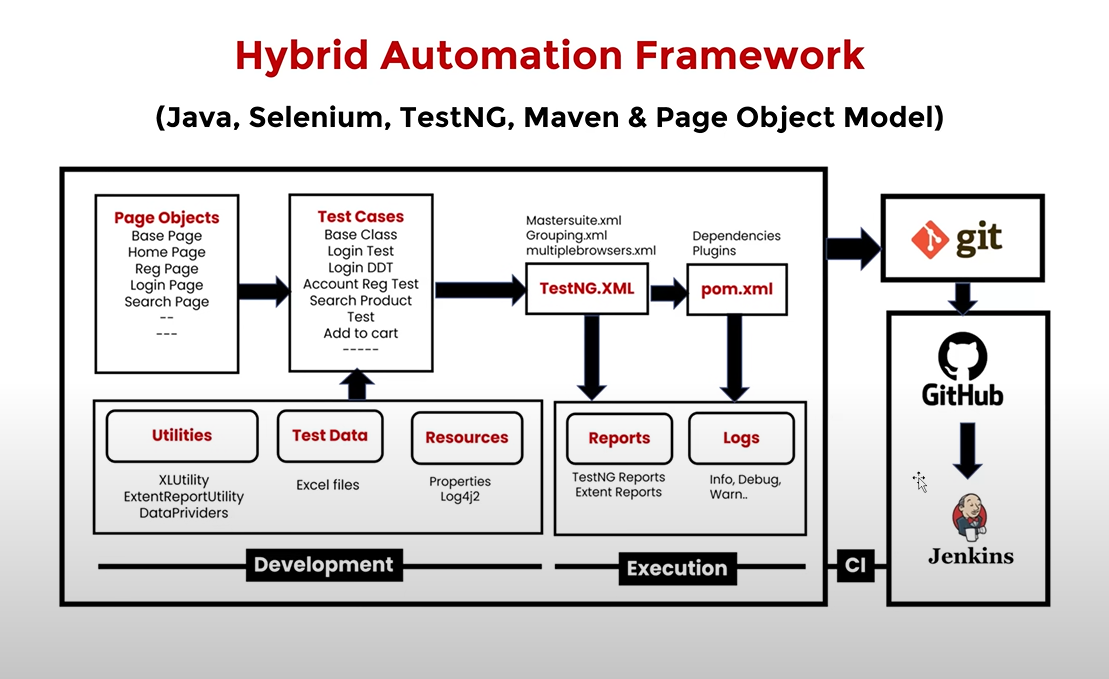 Hybrid Automation Framework
(Java, Selenium, TestNG, Maven & Page Object Model)
Page Objects
Base Page
Home Page
Reg Page
Login Page
Search Page
--
---
Test Cases
Base Class
Login Test
Login DDT
Account Reg Test
Search Product
Test
Add to cart
-----
Mastersuite.xml
Grouping.xml
multiplebrowsers.xml
TestNG.XML
Dependencies
Plugins
pom.xml
git
Utilities
XLUtility
ExtentReportUtility
DataPrividers
Test Data
Excel files
Resources
Properties
Log4j2
Reports
TestNG Reports
Extent Reports
Logs
Info, Debug,
Warn..
GitHub
Jenkins
Development
Execution
CI